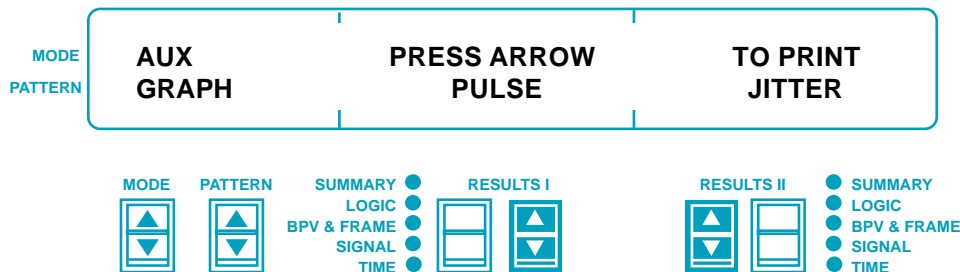 MODE AUX PRESS ARROW TO PRINT
PATTERN GRAPH PULSE JITTER
MODE PATTERN SUMMARY RESULTS I RESULTS II SUMMARY
LOGIC LOGIC
BPV & FRAME BPV & FRAME
SIGNAL SIGNAL
TIME TIME